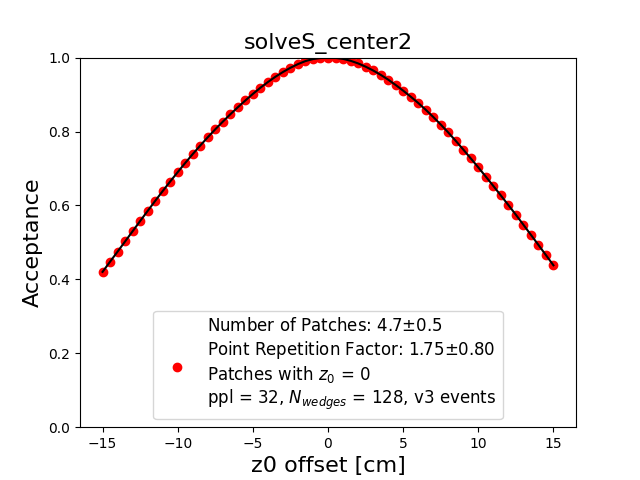 solveS_center2
Acceptance
1.0
0.8
0.6
0.4
0.2
0.0
Number of Patches: 4.7±0.5
Point Repetition Factor: 1.75±0.80
Patches with z₀ = 0
ppl = 32, N_wedges = 128, v3 events
−15 −10 −5 0 5 10 15
z0 offset [cm]